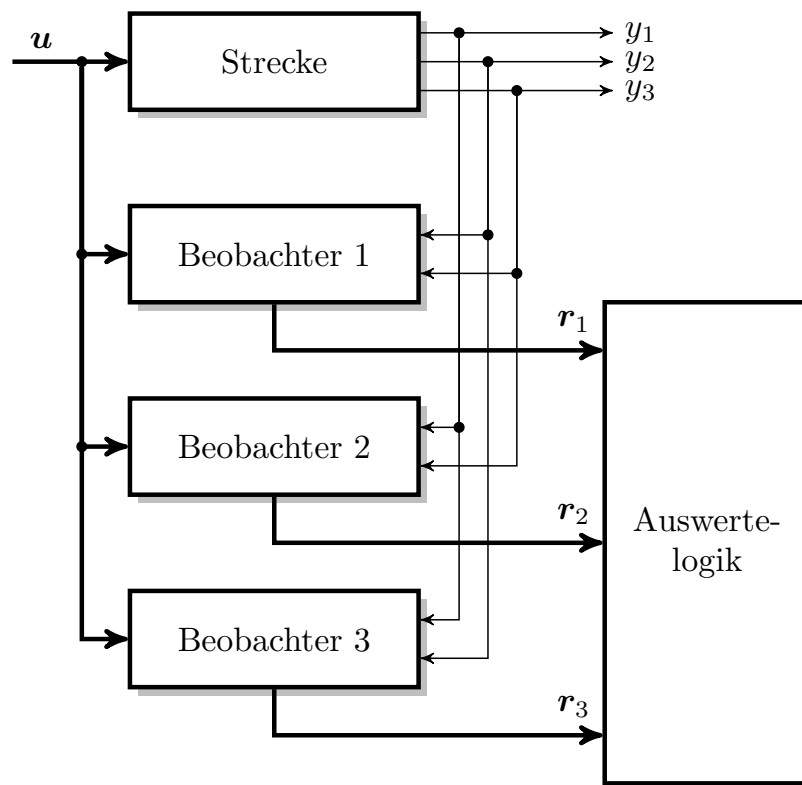 u
Strecke
y₁
y₂
y₃
Beobachter 1
r₁
Beobachter 2
r₂
Auswerte-
logik
Beobachter 3
r₃